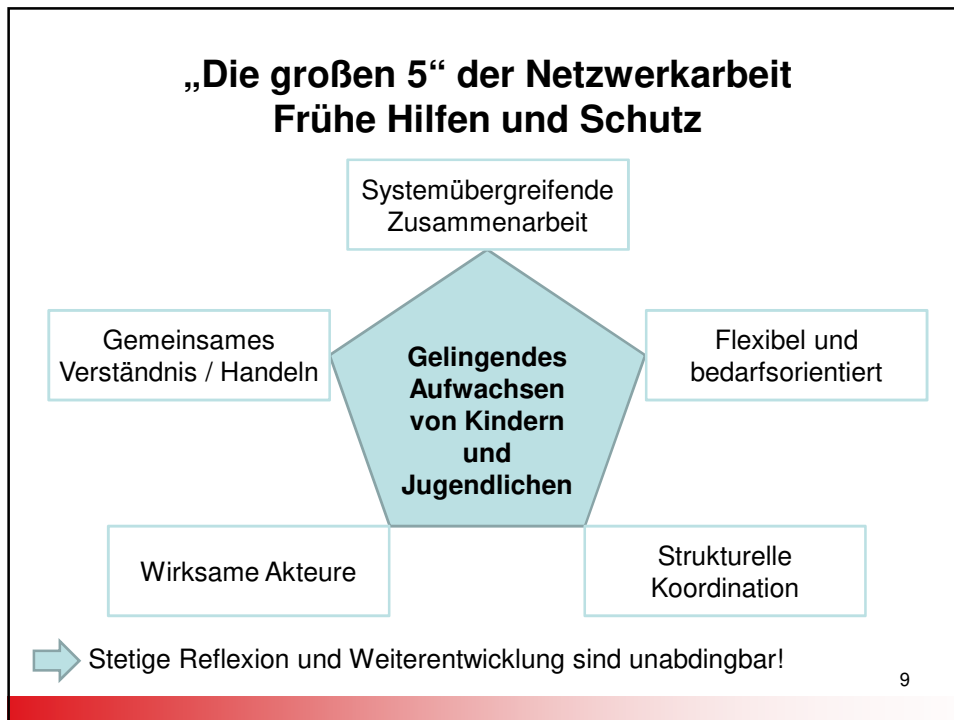 „Die großen 5“ der Netzwerkarbeit
Frühe Hilfen und Schutz
Systemübergreifende
Zusammenarbeit
Gemeinsames
Verständnis / Handeln
Flexibel und
bedarfsorientiert
Gelingendes
Aufwachsen
von Kindern
und
Jugendlichen
Wirksame Akteure
Strukturelle
Koordination
Stetige Reflexion und Weiterentwicklung sind unabdingbar!
9